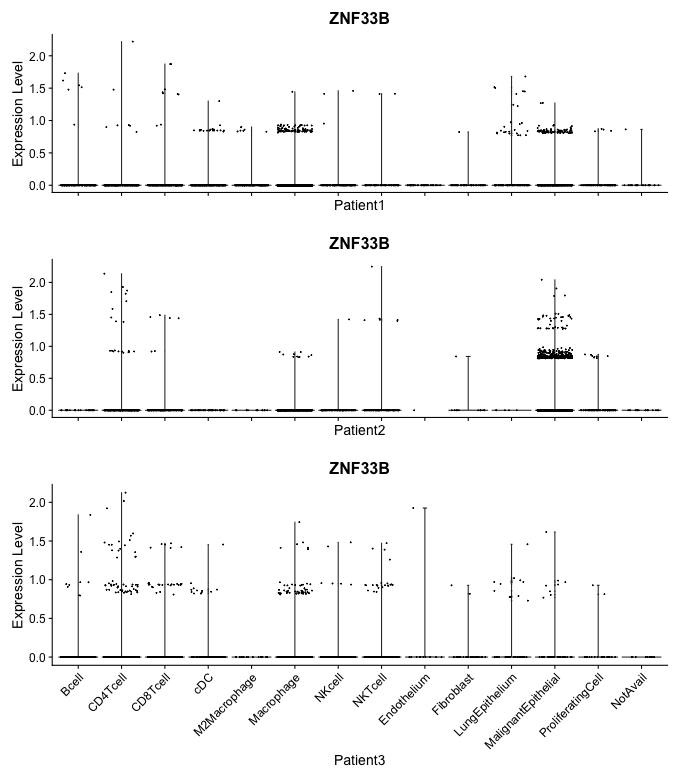 ZNF33B
Expression Level
2.0
1.5
1.0
0.5
0.0
Patient1
ZNF33B
Expression Level
2.0
1.5
1.0
0.5
0.0
Patient2
ZNF33B
Expression Level
2.0
1.5
1.0
0.5
0.0
Bcell
CD4Tcell
CD8Tcell
cDC
M2Macrophage
Macrophage
NKcell
NKTcell
Endothelium
Fibroblast
LungEpithelium
MalignantEpithelial
ProliferatingCell
NotAvail
Patient3